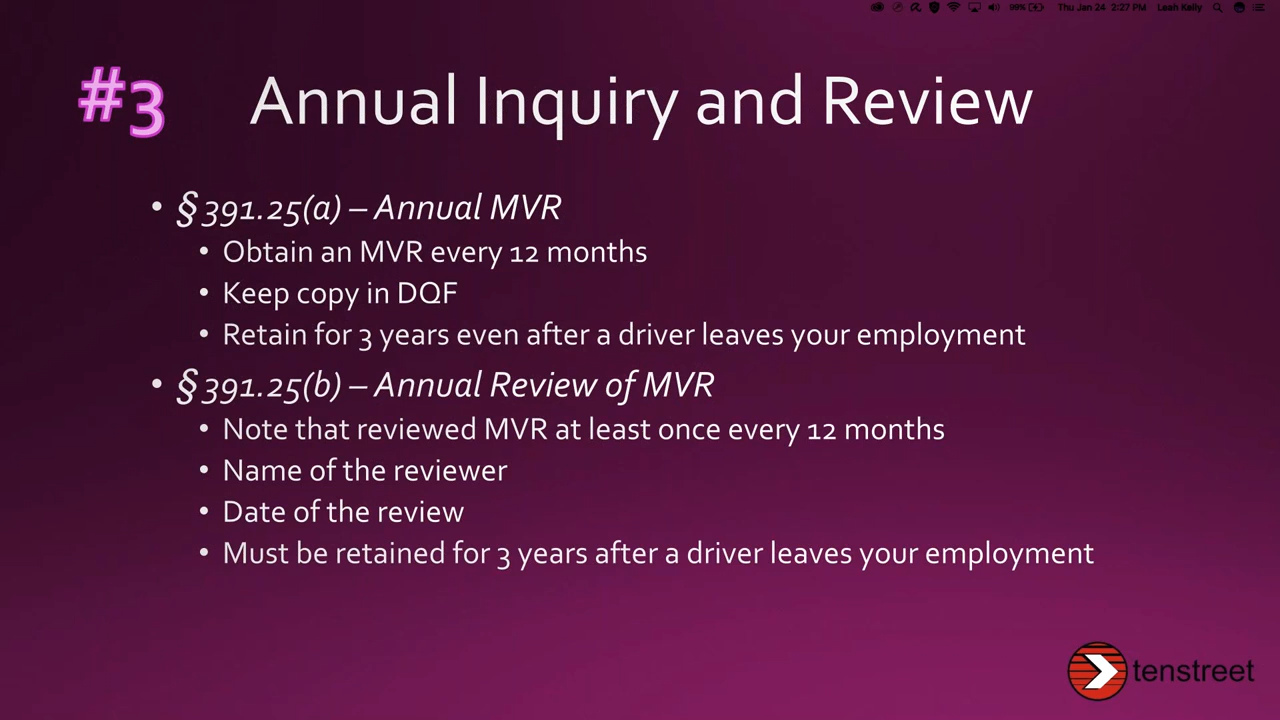 99% Thu Jan 24 2:27 PM Leah Kelly
#3 Annual Inquiry and Review
• §391.25(a) – Annual MVR
• Obtain an MVR every 12 months
• Keep copy in DQF
• Retain for 3 years even after a driver leaves your employment
• §391.25(b) – Annual Review of MVR
• Note that reviewed MVR at least once every 12 months
• Name of the reviewer
• Date of the review
• Must be retained for 3 years after a driver leaves your employment
tenstreet